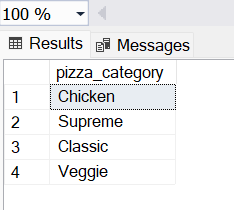 100 %
Results Messages
pizza_category
1 Chicken
2 Supreme
3 Classic
4 Veggie